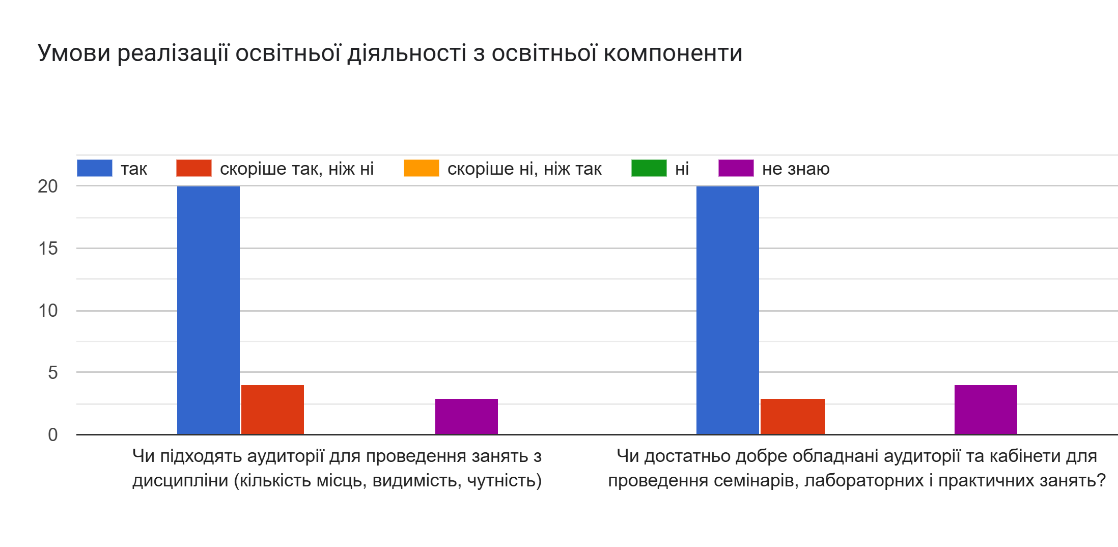 Умови реалізації освітньої діяльності з освітньої компоненти
так скоріше так, ніж ні скоріше ні, ніж так ні не знаю
20
15
10
5
0
Чи підходять аудиторії для проведення занять з
дисципліни (кількість місць, видимість, чутність)
Чи достатньо добре обладнані аудиторії та кабінети для
проведення семінарів, лабораторних і практичних занять?